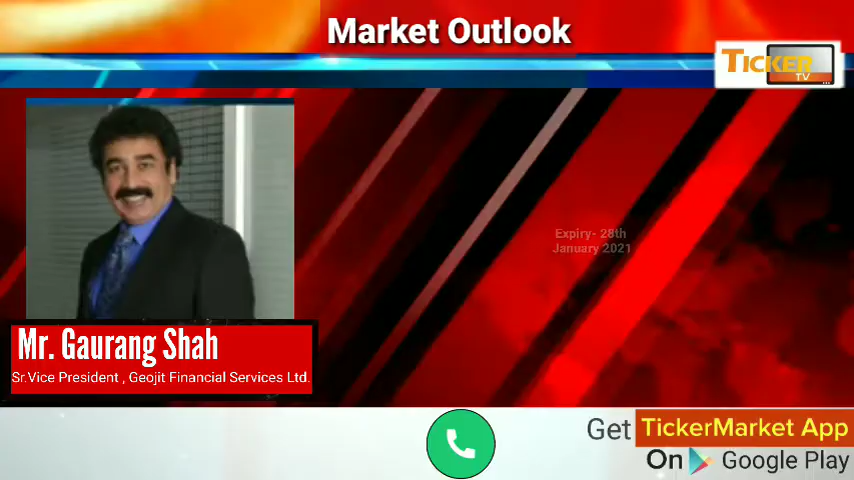 Market Outlook
TICKER
TV
Expiry- 28th
January 2021
Mr. Gaurang Shah
Sr.Vice President , Geojit Financial Services Ltd.
Get TickerMarket App
On Google Play